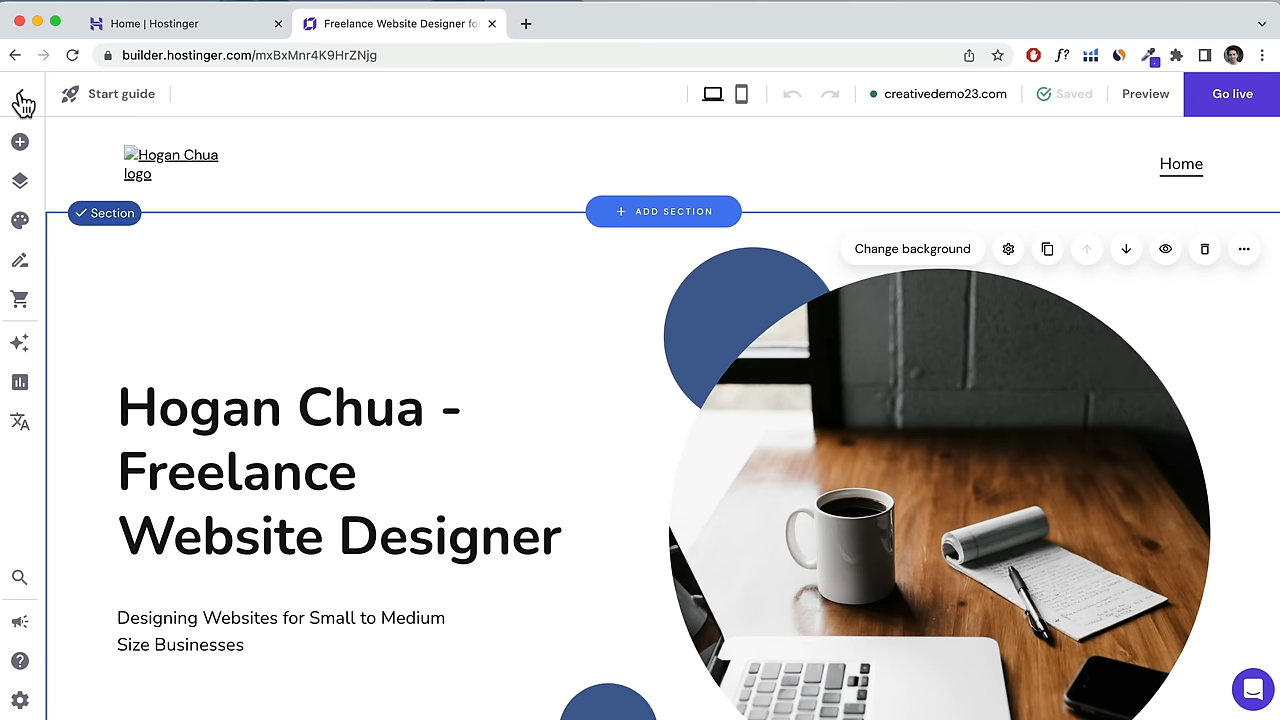 Home | Hostinger
Freelance Website Designer fo
builder.hostinger.com/mxBxMnr4K9HrZNjg
f?
Start guide
creativedemo23.com
Saved
Preview
Go live
Hogan Chua
logo
Home
Section
+ ADD SECTION
Change background
Hogan Chua -
Freelance
Website Designer
Designing Websites for Small to Medium
Size Businesses